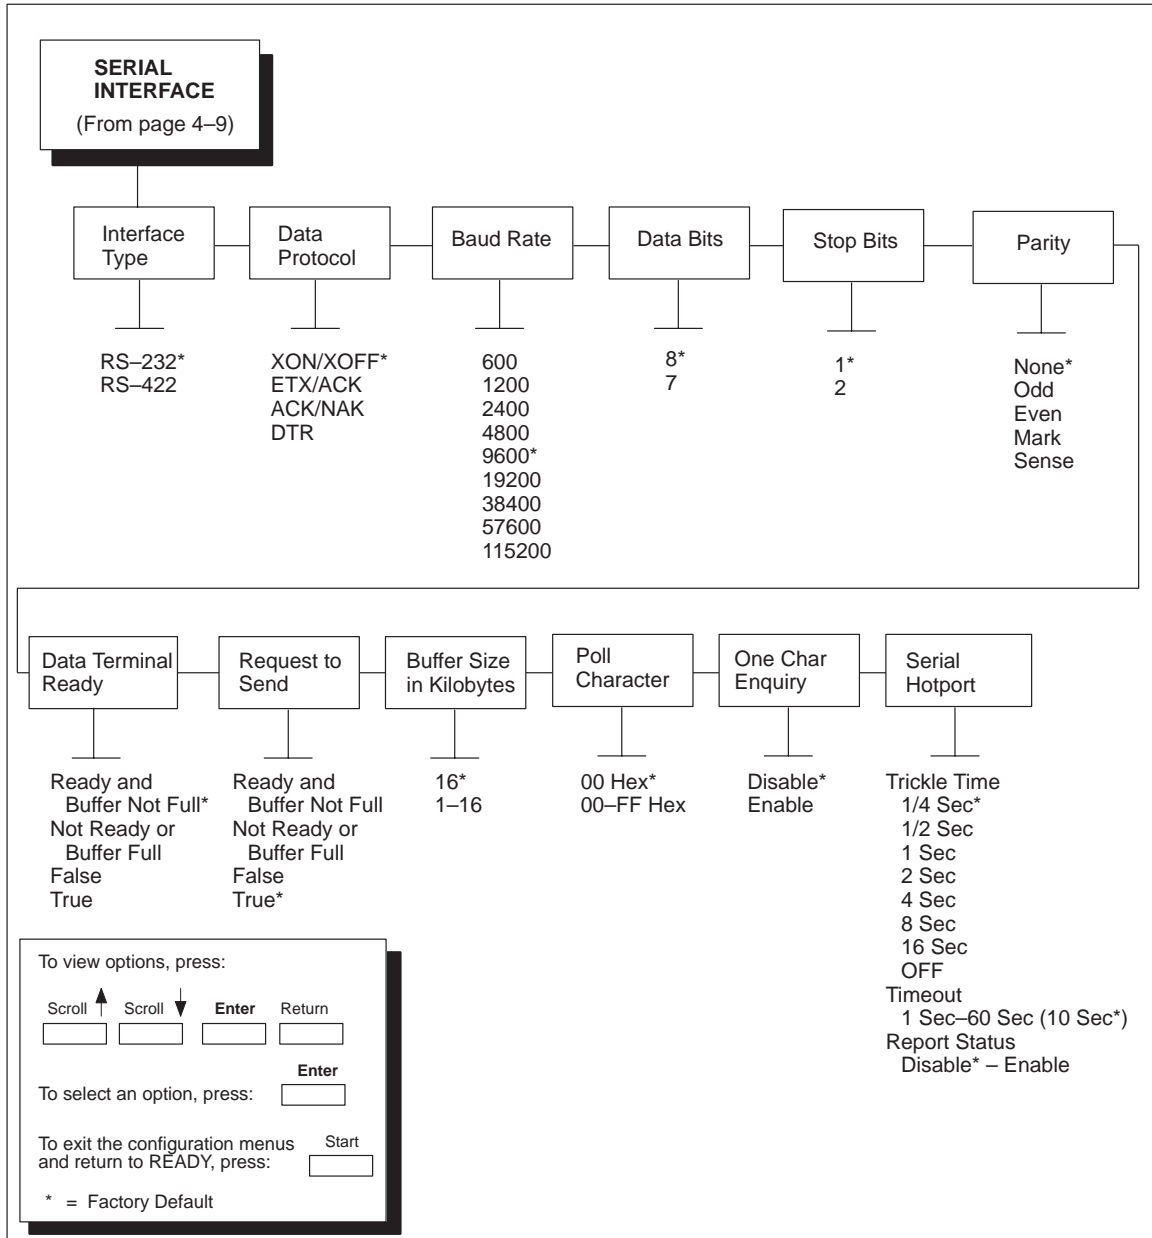 SERIAL
INTERFACE
(From page 4–9)
Interface
Type
Data
Protocol
Baud Rate
Data Bits
Stop Bits
Parity
RS–232*
RS–422
XON/XOFF*
ETX/ACK
ACK/NAK
DTR
600
1200
2400
4800
9600*
19200
38400
57600
115200
8*
7
1*
2
None*
Odd
Even
Mark
Sense
Data Terminal
Ready
Request to
Send
Buffer Size
in Kilobytes
Poll
Character
One Char
Enquiry
Serial
Hotport
Ready and
Buffer Not Full*
Not Ready or
Buffer Full
False
True
Ready and
Buffer Not Full
Not Ready or
Buffer Full
False
True*
16*
1–16
00 Hex*
00–FF Hex
Disable*
Enable
Trickle Time
1/4 Sec*
1/2 Sec
1 Sec
2 Sec
4 Sec
8 Sec
16 Sec
OFF
Timeout
1 Sec–60 Sec (10 Sec*)
Report Status
Disable* – Enable
To view options, press:
Scroll Scroll Enter Return
Enter
To select an option, press:
To exit the configuration menus
and return to READY, press:
Start
* = Factory Default